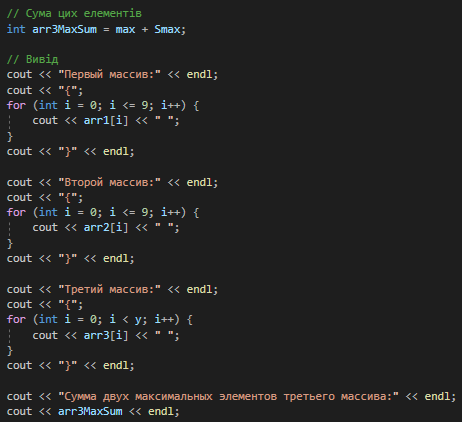 // Сума цих елементів
int arr3MaxSum = max + Smax;
// Вивід
cout << "Первый массив:" << endl;
cout << "{";
for (int i = 0; i <= 9; i++) {
cout << arr1[i] << " ";
}
cout << "}" << endl;
cout << "Второй массив:" << endl;
cout << "{";
for (int i = 0; i <= 9; i++) {
cout << arr2[i] << " ";
}
cout << "}" << endl;
cout << "Третий массив:" << endl;
cout << "{";
for (int i = 0; i < y; i++) {
cout << arr3[i] << " ";
}
cout << "}" << endl;
cout << "Сумма двух максимальных элементов третьего массива:" << endl;
cout << arr3MaxSum << endl;